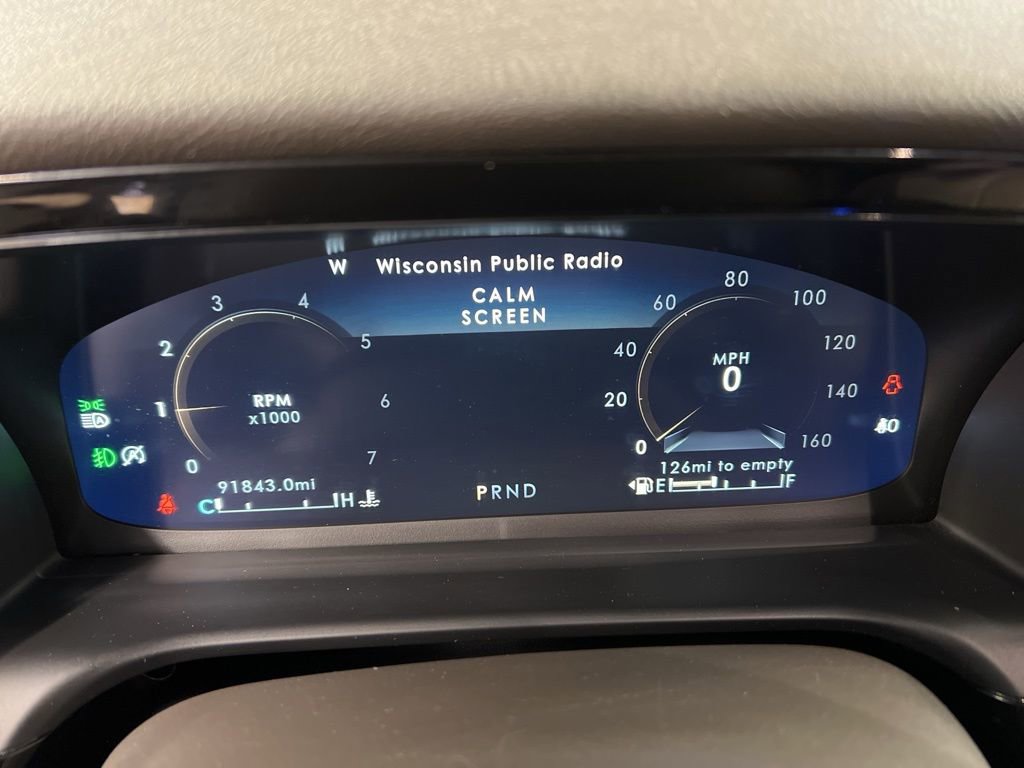 W Wisconsin Public Radio
CALM
SCREEN
0
1
2
3
4
5
6
7
RPM
x1000
0
20
40
60
80
100
120
140
160
MPH
0
A
91843.0mi
C H
PRND
126mi to empty
E F